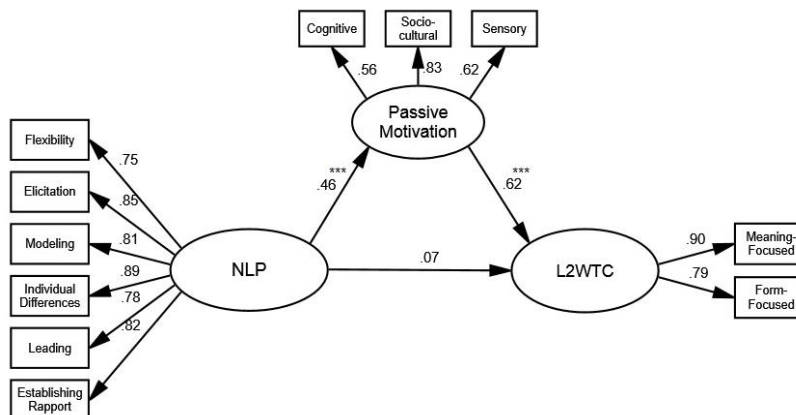 Cognitive
Socio-
cultural
Sensory
.56
.83
.62
Passive
Motivation
Flexibility
.75
***
.46
***
.62
Elicitation
.85
Modeling
.81
NLP
.07
L2WTC
.90
Meaning-
Focused
Individual
Differences
.89
.79
Form-
Focused
.78
Leading
.82
Establishing
Rapport